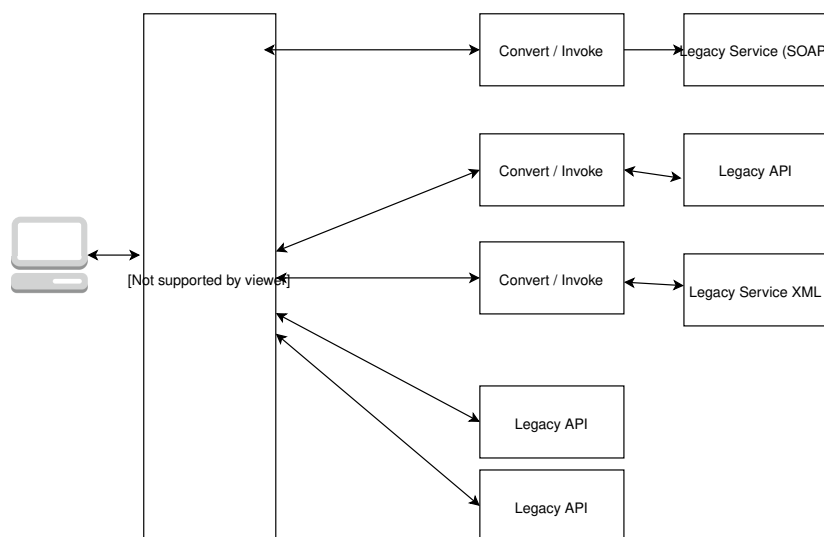 Convert / Invoke
Legacy Service (SOAP
Convert / Invoke
Legacy API
[Not supported by viewer]
Convert / Invoke
Legacy Service XML
Legacy API
Legacy API